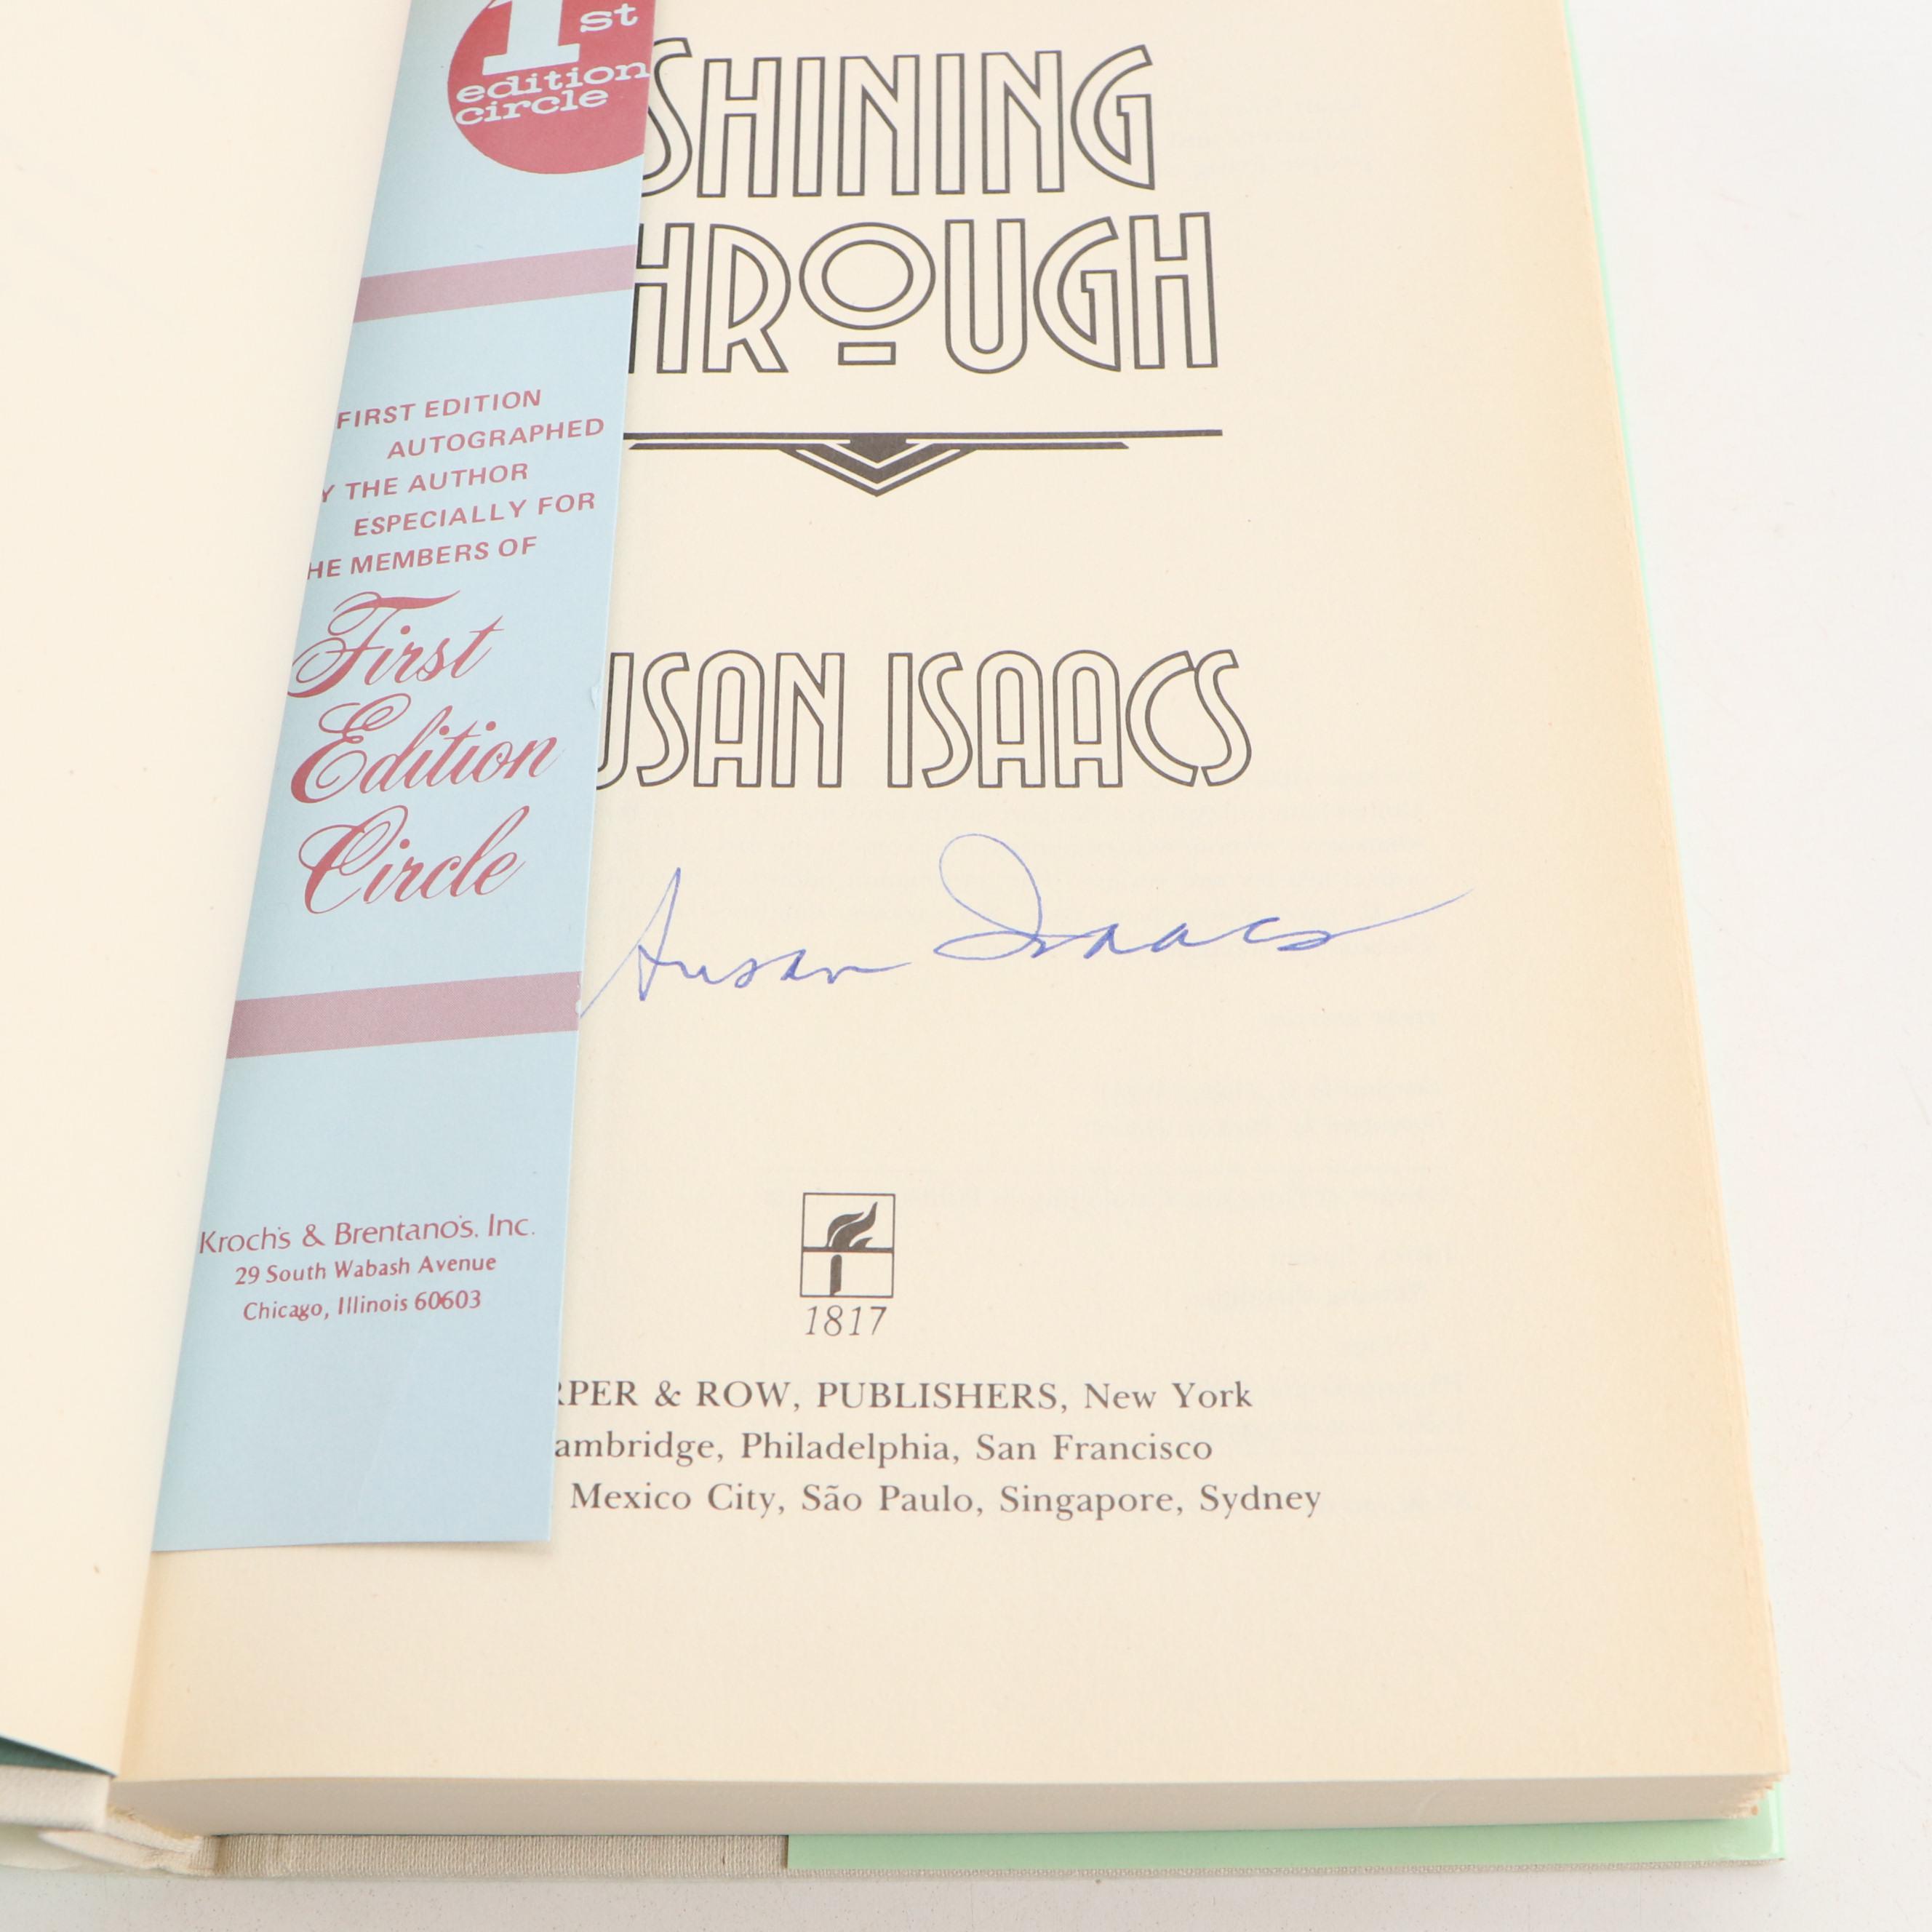 1st
edition
circle
FIRST EDITION
AUTOGRAPHED
Y THE AUTHOR
ESPECIALLY FOR
HE MEMBERS OF
First
Edition
Circle
Kroch's & Brentano's, Inc.
29 South Wabash Avenue
Chicago, Illinois 60603
SHINING
HROUGH
USAN ISAACS
Susan Isaacs
1817
RPER & ROW, PUBLISHERS, New York
ambridge, Philadelphia, San Francisco
Mexico City, São Paulo, Singapore, Sydney